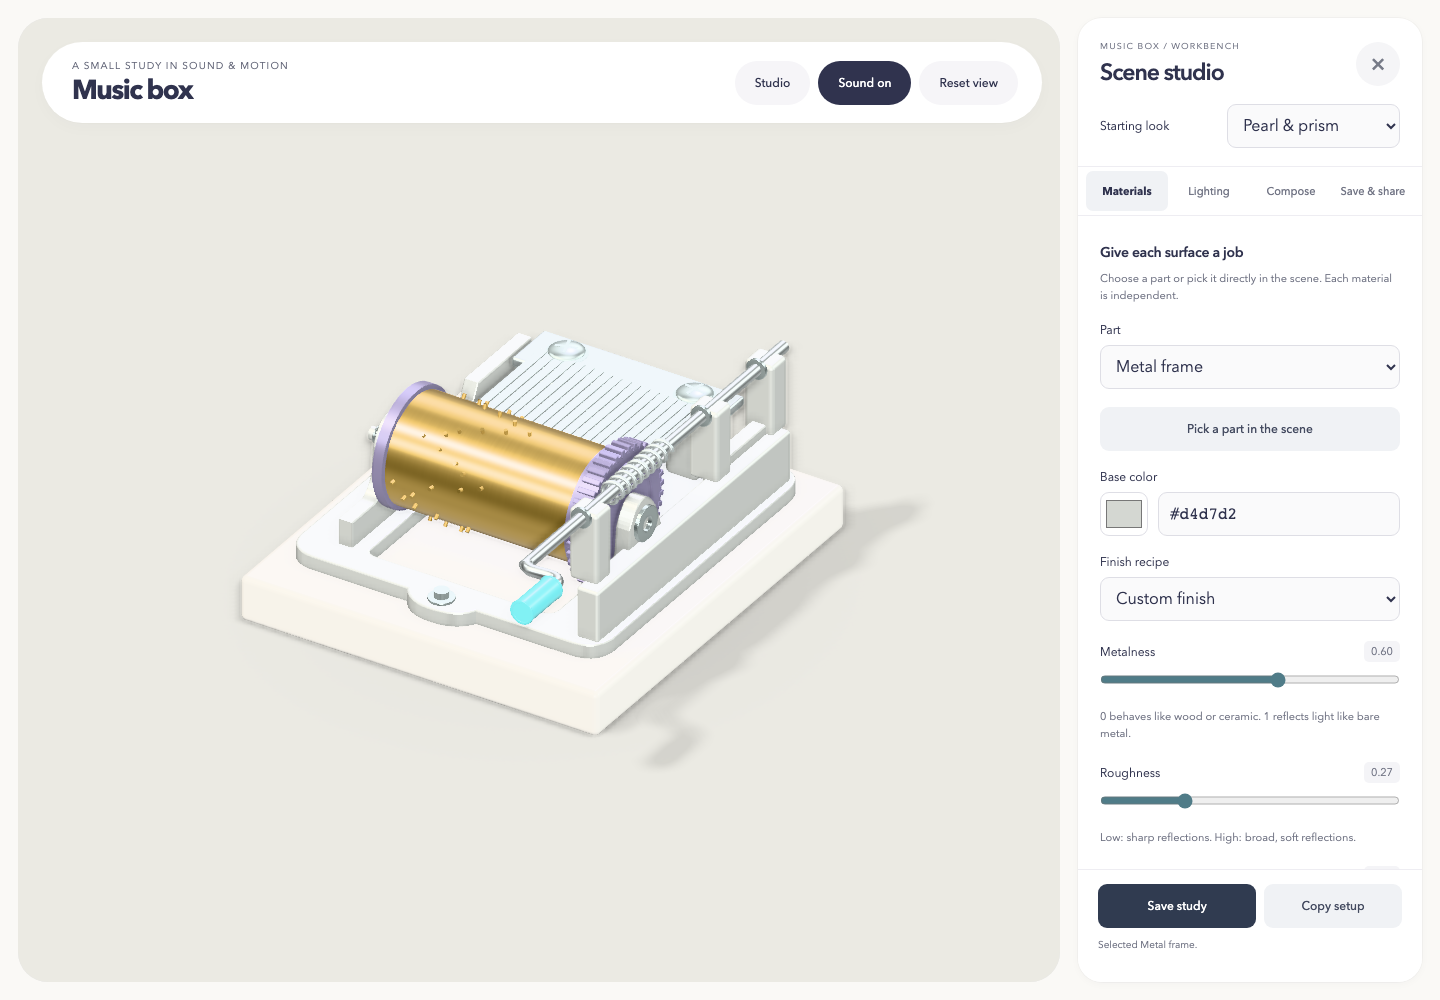 A SMALL STUDY IN SOUND & MOTION
Music box
Studio
Sound on
Reset view
MUSIC BOX / WORKBENCH
Scene studio
Starting look
Pearl & prism
Materials
Lighting
Compose
Save & share
Give each surface a job
Choose a part or pick it directly in the scene. Each material
is independent.
Part
Metal frame
Pick a part in the scene
Base color
#d4d7d2
Finish recipe
Custom finish
Metalness
0.60
0 behaves like wood or ceramic. 1 reflects light like bare
metal.
Roughness
0.27
Low: sharp reflections. High: broad, soft reflections.
Save study
Copy setup
Selected Metal frame.